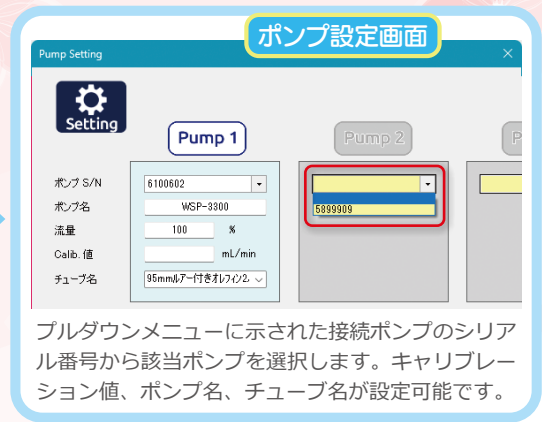 ポンプ設定画面
Pump Setting
Setting
Pump 1
Pump 2
P
ポンプ S/N
6100602
5899909
ポンプ名
WSP-3300
流量
100 %
Calib. 値
mL/min
チューブ名
95mmルアー付きオレフィン2.
プルダウンメニューに示された接続ポンプのシリア
ル番号から該当ポンプを選択します。キャリブレー
ション値、ポンプ名、チューブ名が設定可能です。